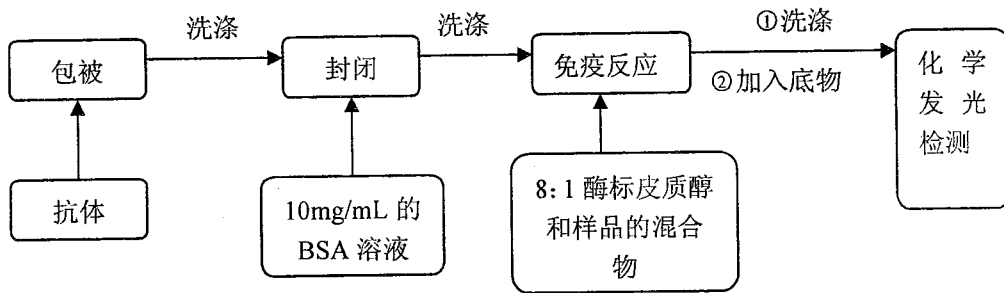 包被
洗涤
封闭
洗涤
免疫反应
①洗涤
②加入底物
化学
发光
检测
抗体
10mg/mL 的
BSA 溶液
8:1 酶标皮质醇
和样品的混合
物